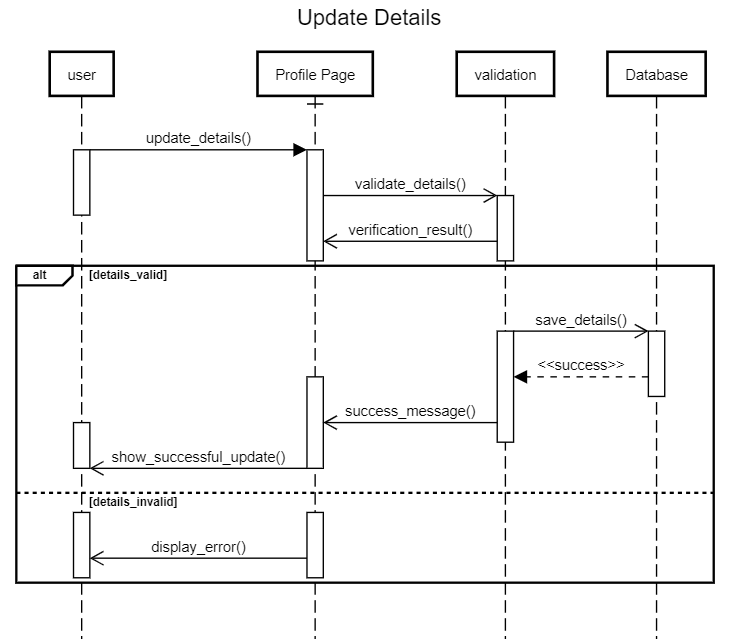 Update Details
user
Profile Page
validation
Database
update_details()
validate_details()
verification_result()
alt
[details_valid]
save_details()
<<success>>
success_message()
show_successful_update()
[details_invalid]
display_error()